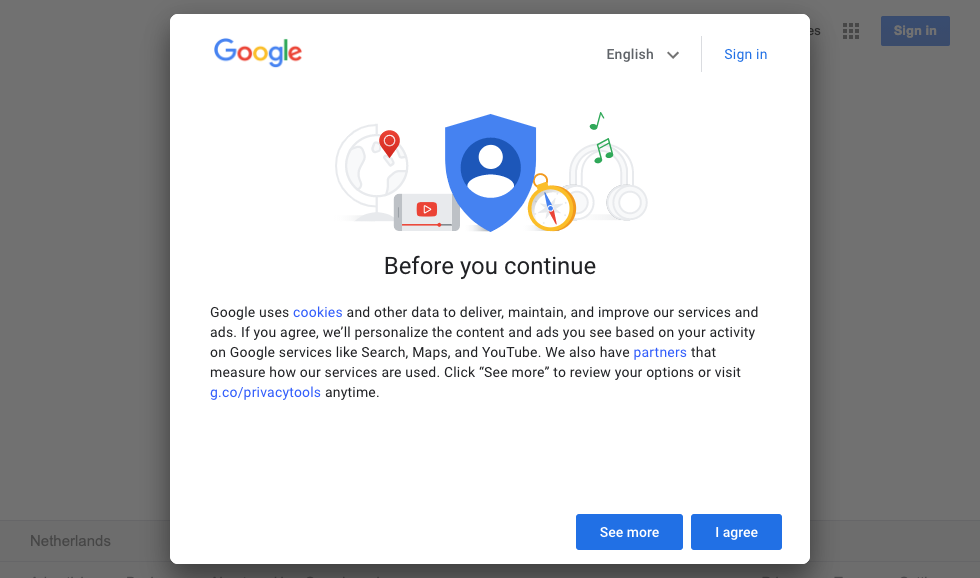 Google
English
Sign in
Sign in
Before you continue
Google uses cookies and other data to deliver, maintain, and improve our services and
ads. If you agree, we’ll personalize the content and ads you see based on your activity
on Google services like Search, Maps, and YouTube. We also have partners that
measure how our services are used. Click “See more” to review your options or visit
g.co/privacytools anytime.
See more
I agree
Netherlands